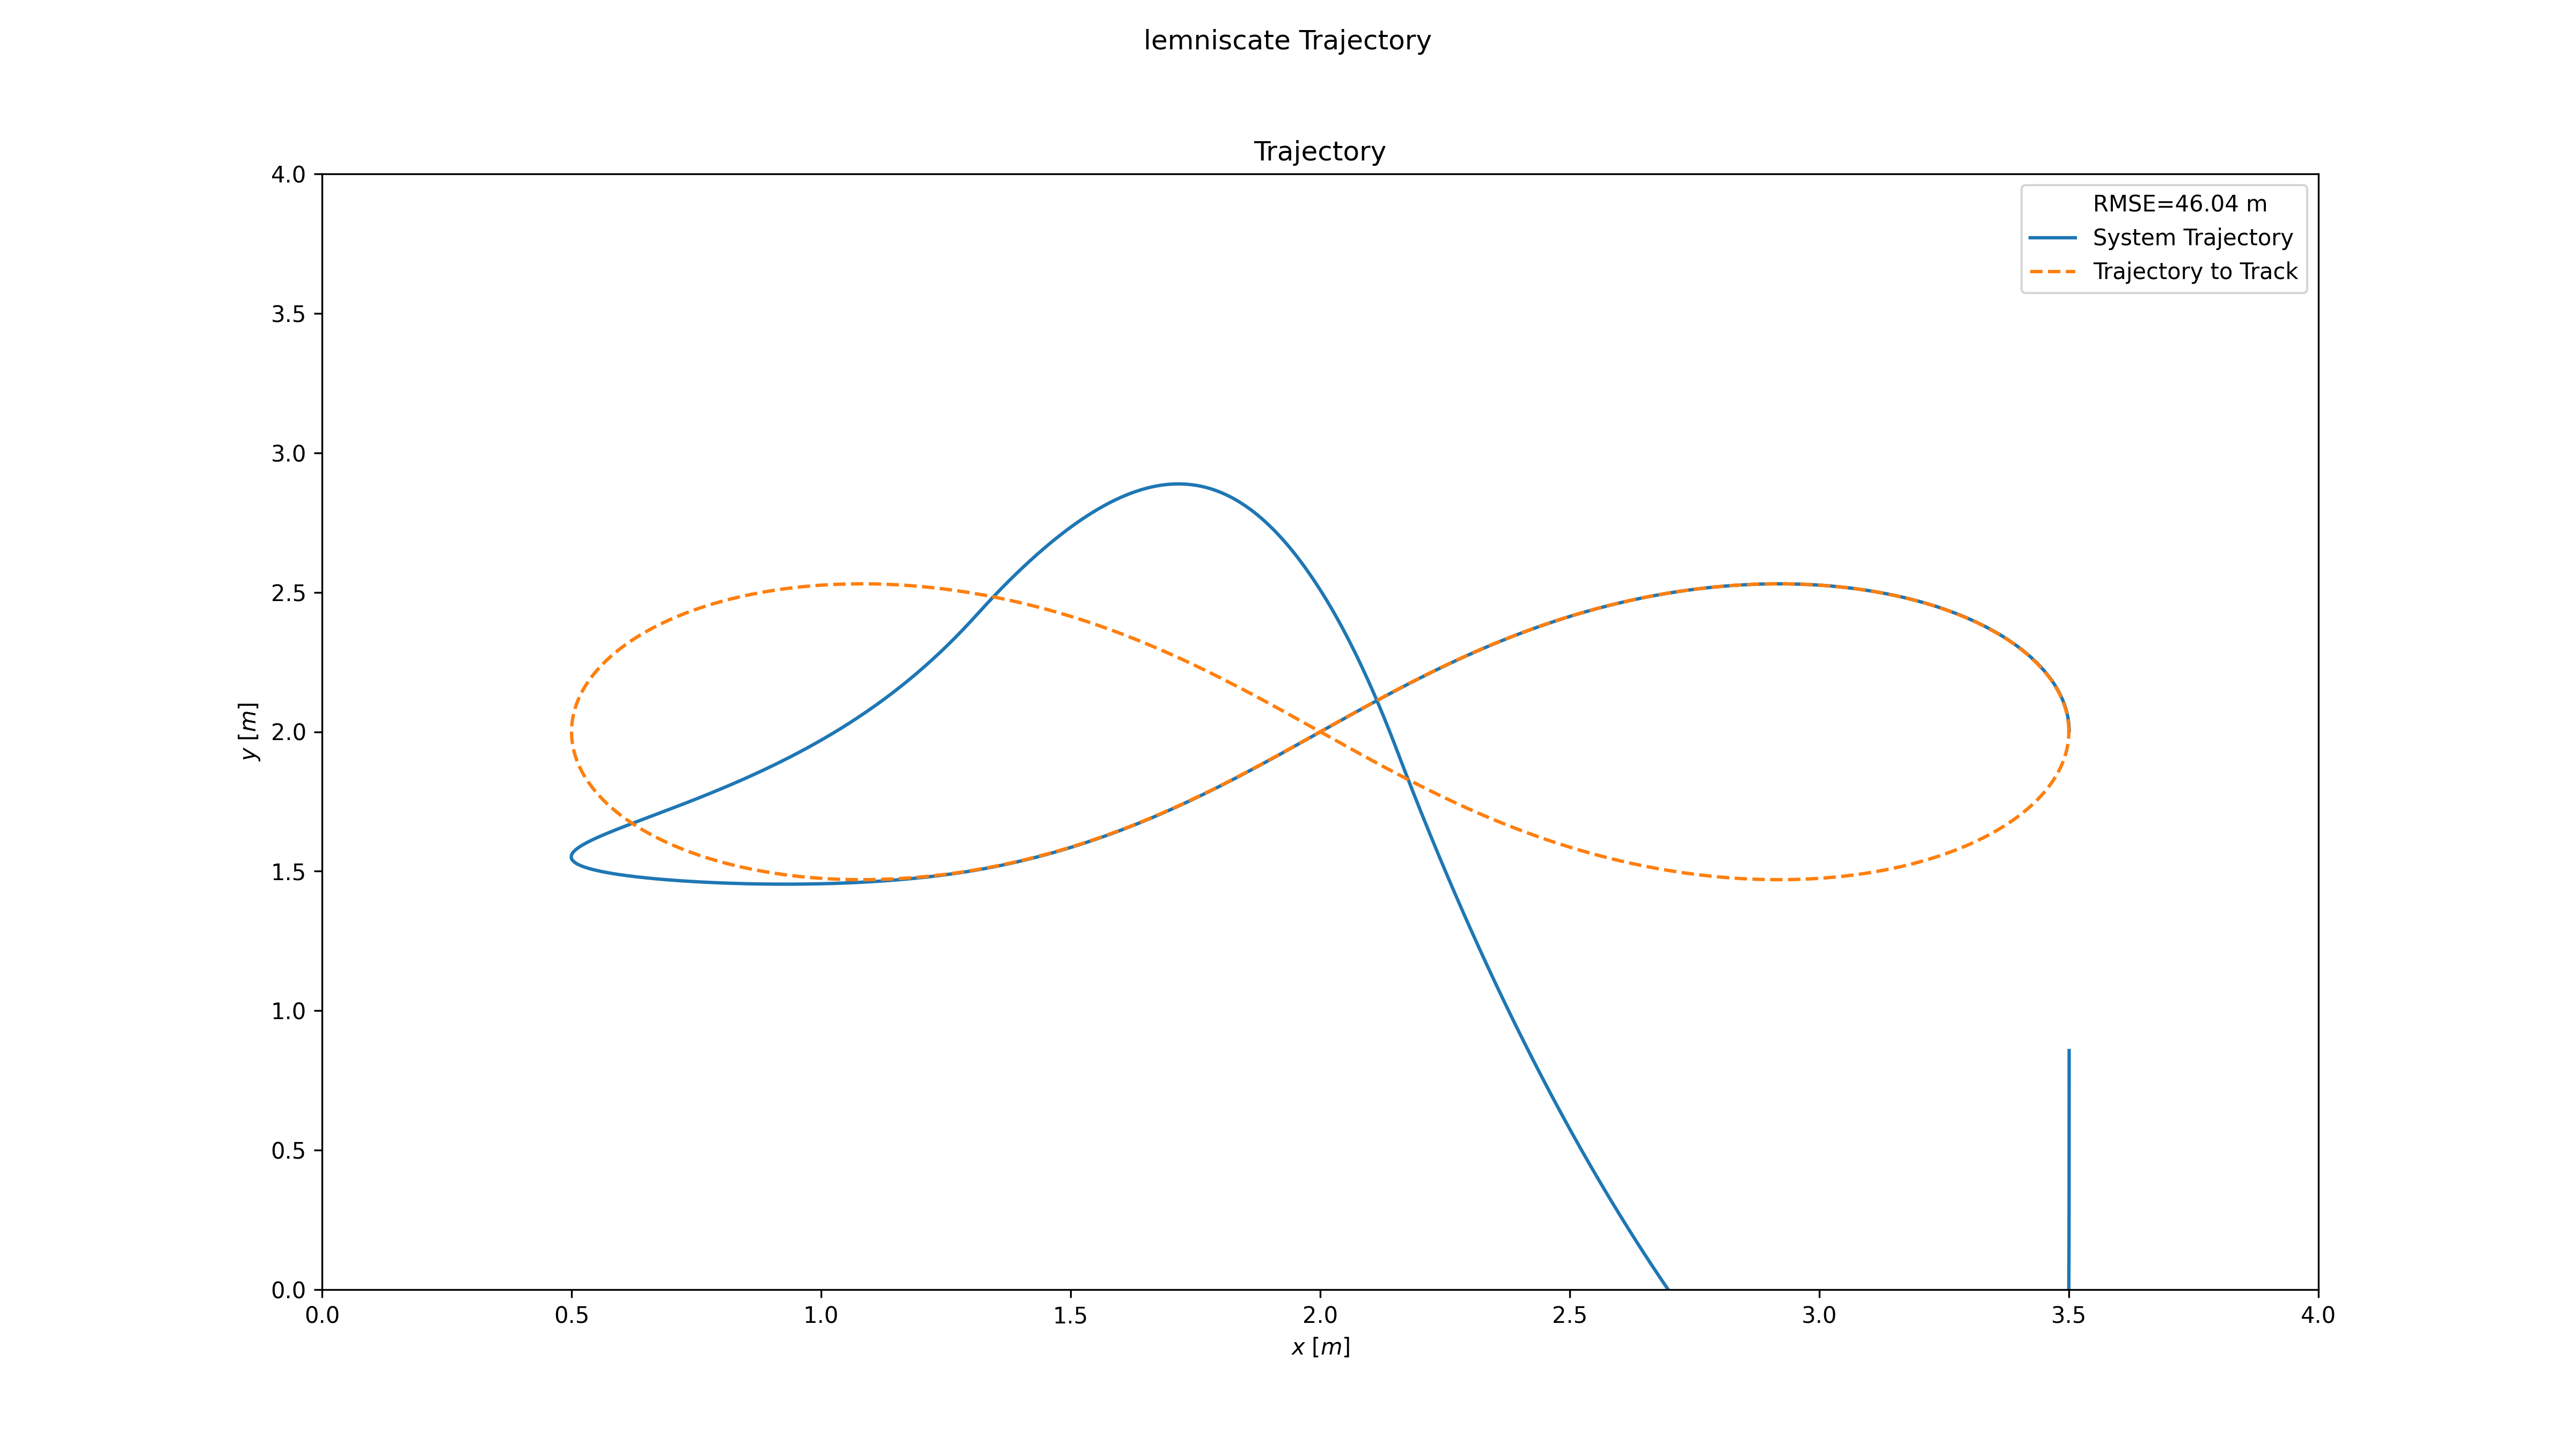 lemniscate Trajectory
Trajectory
RMSE=46.04 m
System Trajectory
Trajectory to Track
4.0
3.5
3.0
2.5
2.0
1.5
1.0
0.5
0.0
y [m]
0.0 0.5 1.0 1.5 2.0 2.5 3.0 3.5 4.0
x [m]